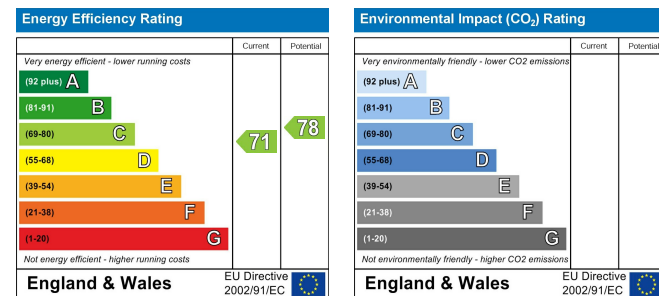 Energy Efficiency Rating
Current Potential
Very energy efficient - lower running costs
(92 plus) A
(81-91) B
(69-80) C
(55-68) D
(39-54) E
(21-38) F
(1-20) G
71
78
Not energy efficient - higher running costs
England & Wales
EU Directive
2002/91/EC
Environmental Impact (CO₂) Rating
Current Potential
Very environmentally friendly - lower CO2 emissions
(92 plus) A
(81-91) B
(69-80) C
(55-68) D
(39-54) E
(21-38) F
(1-20) G
Not environmentally friendly - higher CO2 emissions
England & Wales
EU Directive
2002/91/EC